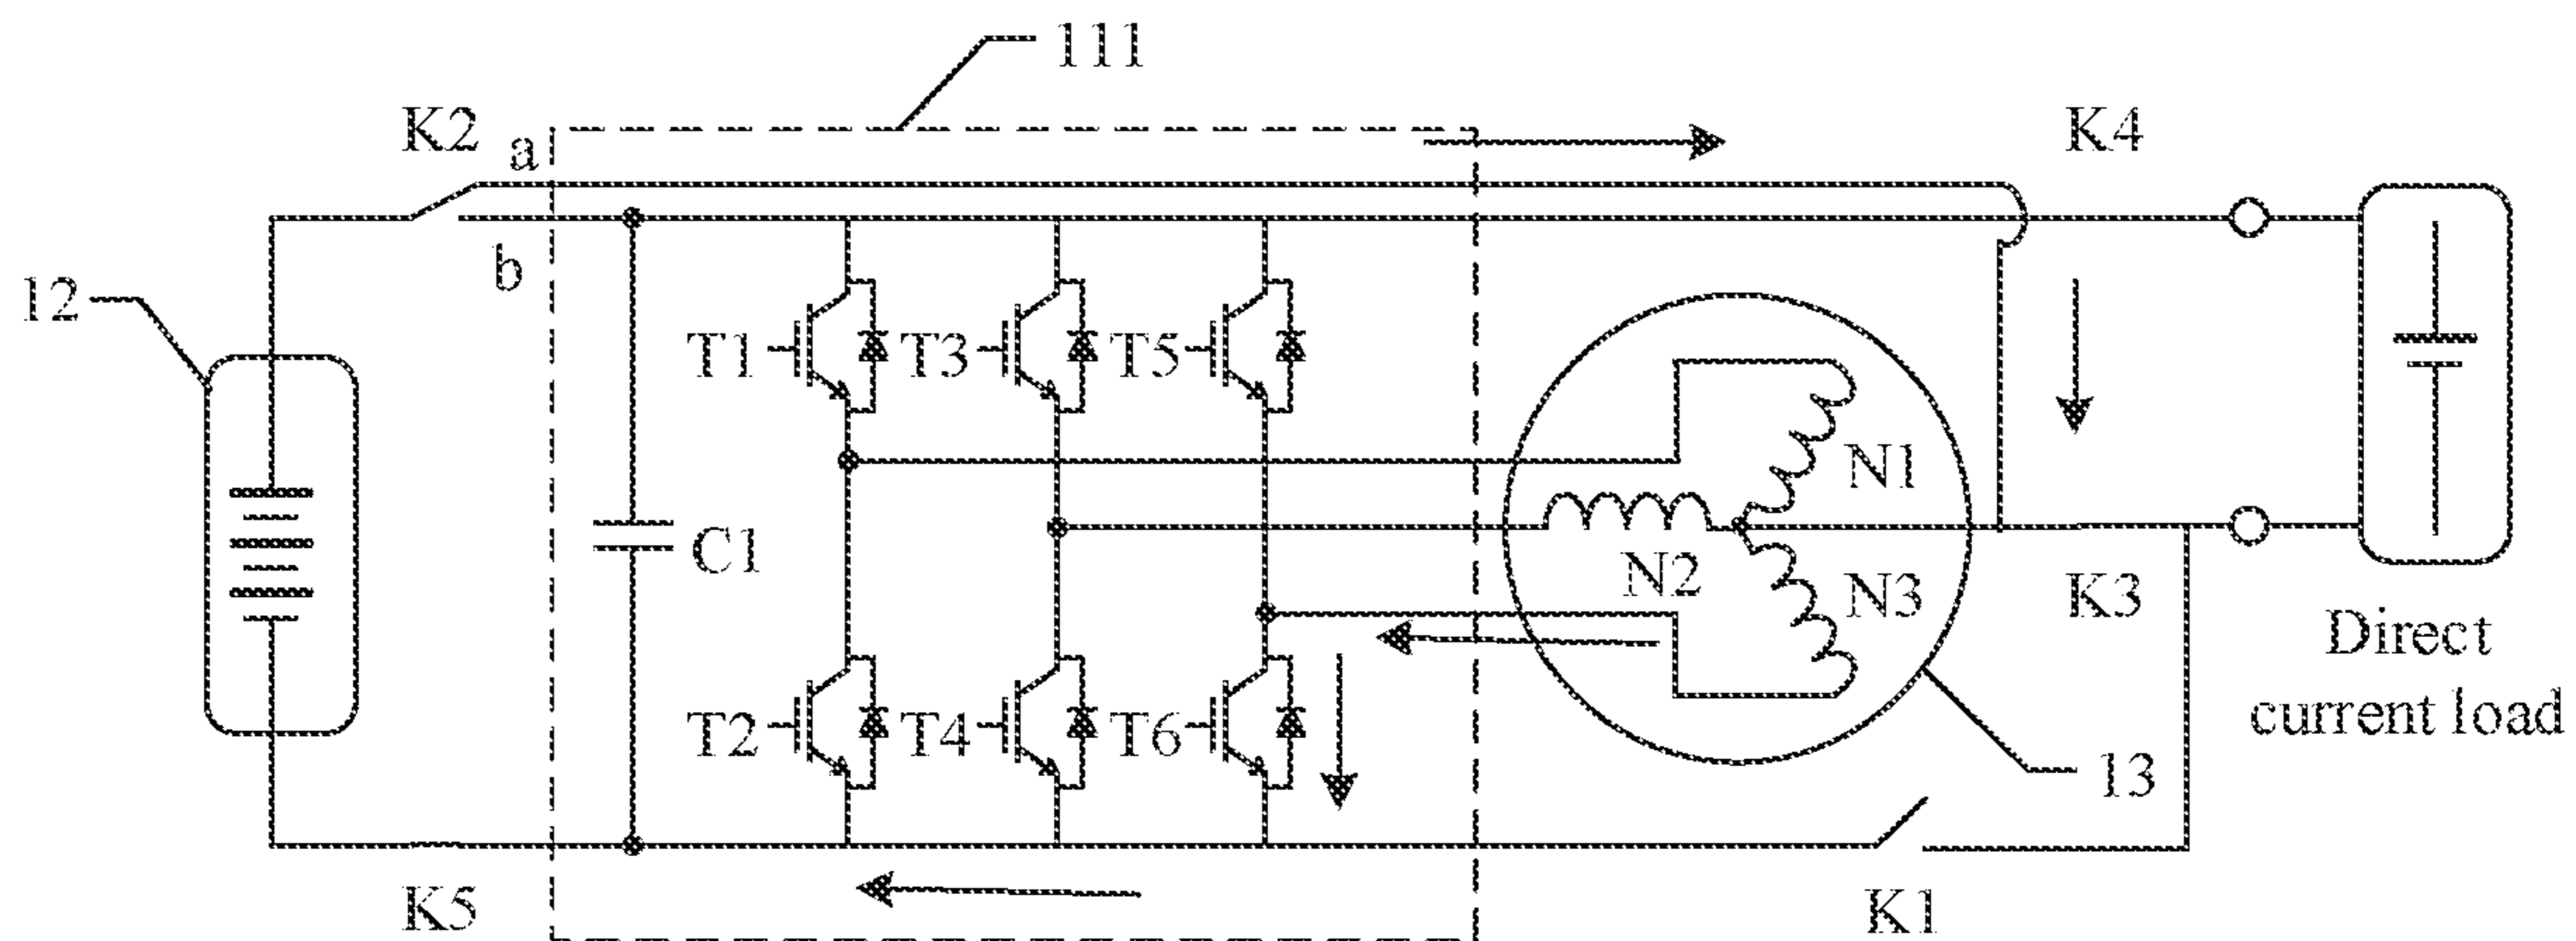 111
K2
a
K4
b
12
T1
T3
T5
N1
C1
N2
N3
K3
Direct
current load
T2
T4
T6
13
K5
K1